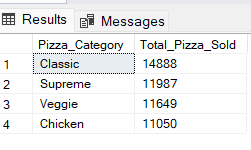 Results Messages
Pizza_Category Total_Pizza_Sold
1 Classic 14888
2 Supreme 11987
3 Veggie 11649
4 Chicken 11050